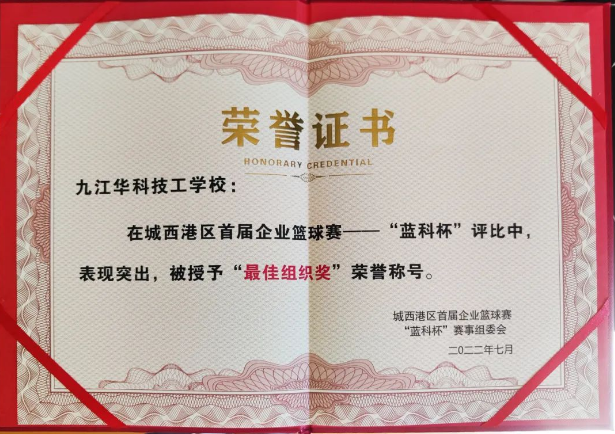 荣誉证书
HONORARY CREDENTIAL
九江华科技工学校：
在城西港区首届企业篮球赛——“蓝科杯”评比中，
表现突出，被授予“最佳组织奖”荣誉称号。
城西港区首届企业篮球赛
“蓝科杯”赛事组委会
二〇二二年七月